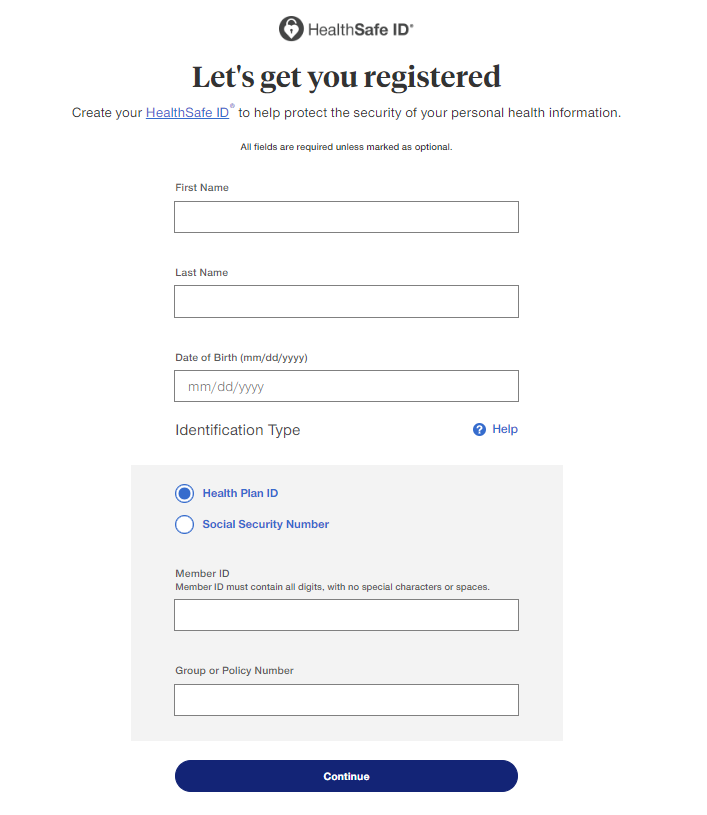 HealthSafe ID®
Let's get you registered
Create your HealthSafe ID® to help protect the security of your personal health information.
All fields are required unless marked as optional.
First Name
Last Name
Date of Birth (mm/dd/yyyy)
mm/dd/yyyy
Identification Type
? Help
Health Plan ID
Social Security Number
Member ID
Member ID must contain all digits, with no special characters or spaces.
Group or Policy Number
Continue